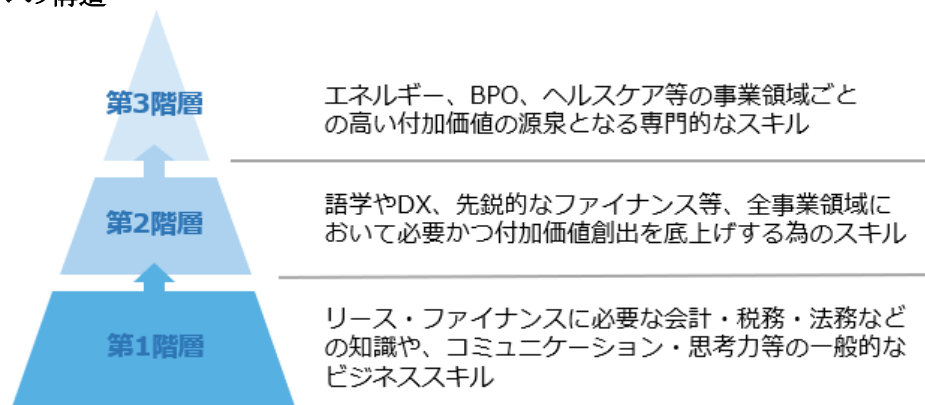 の構造
第3階層
エネルギー、BPO、ヘルスケア等の事業領域ごと
の高い付加価値の源泉となる専門的なスキル
第2階層
語学やDX、先鋭的なファイナンス等、全事業領域に
おいて必要かつ付加価値創出を底上げする為のスキル
第1階層
リース・ファイナンスに必要な会計・税務・法務など
の知識や、コミュニケーション・思考力等の一般的な
ビジネススキル